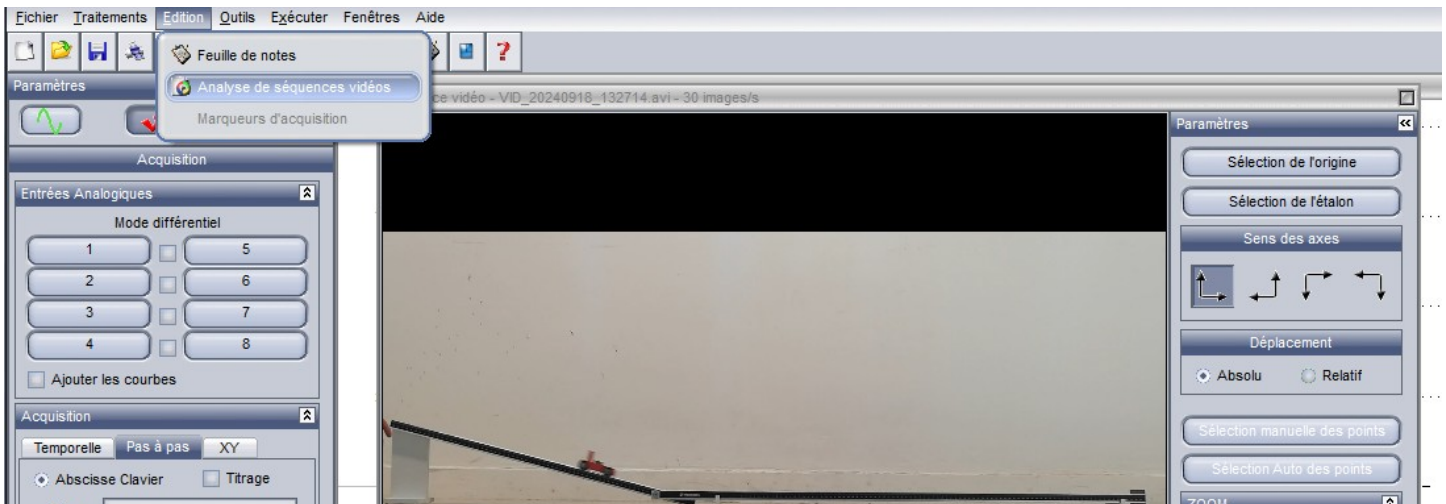 Fichier Traitements Edition Outils Exécuter Fenêtres Aide
Feuille de notes
Analyse de séquences vidéos
Marqueurs d'acquisition
?
Paramètres
ce vidéo - VID_20240918_132714.avi - 30 images/s
Acquisition
Entrées Analogiques
Mode différentiel
1 5
2 6
3 7
4 8
Ajouter les courbes
Acquisition
Temporelle Pas à pas XY
Abscisse Clavier Titrage
Paramètres
Sélection de l'origine
Sélection de l'étalon
Sens des axes
Déplacement
Absolu Relatif
Sélection manuelle des points
Sélection Auto des points
ZOOM